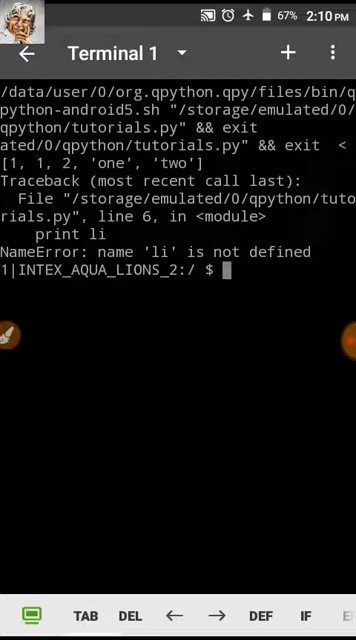 67% 2:10 PM
Terminal 1
/data/user/0/org.qpython.qpy/files/bin/q
python-android5.sh "/storage/emulated/0/
qpython/tutorials.py" && exit
ated/0/qpython/tutorials.py" && exit  <
[1, 1, 2, 'one', 'two']
Traceback (most recent call last):
  File "/storage/emulated/0/qpython/tuto
rials.py", line 6, in <module>
    print li
NameError: name 'li' is not defined
1|INTEX_AQUA_LIONS_2:/ $
TAB DEL ← → DEF IF